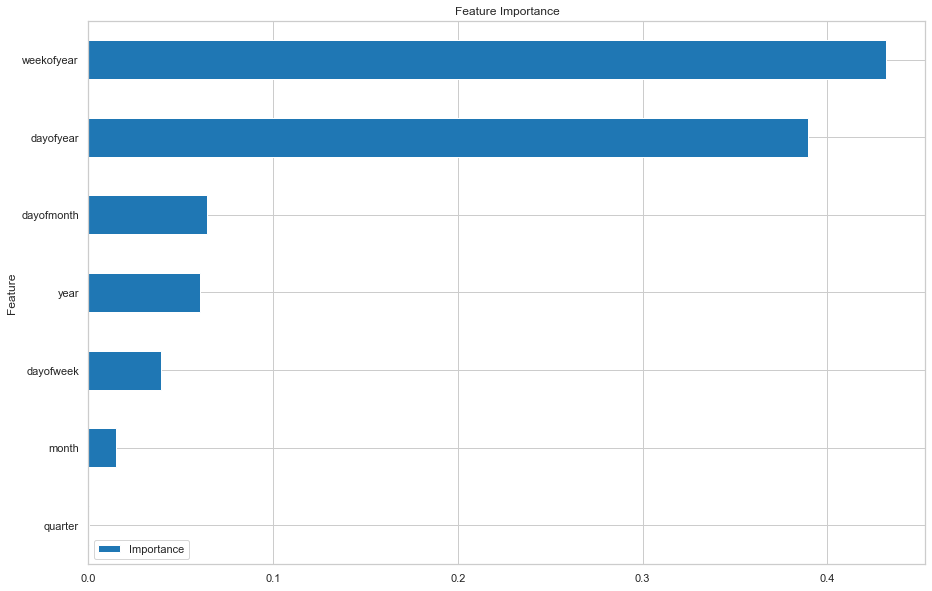 Feature Importance
weekofyear
dayofyear
dayofmonth
year
dayofweek
month
quarter
Feature
Importance
0.0 0.1 0.2 0.3 0.4